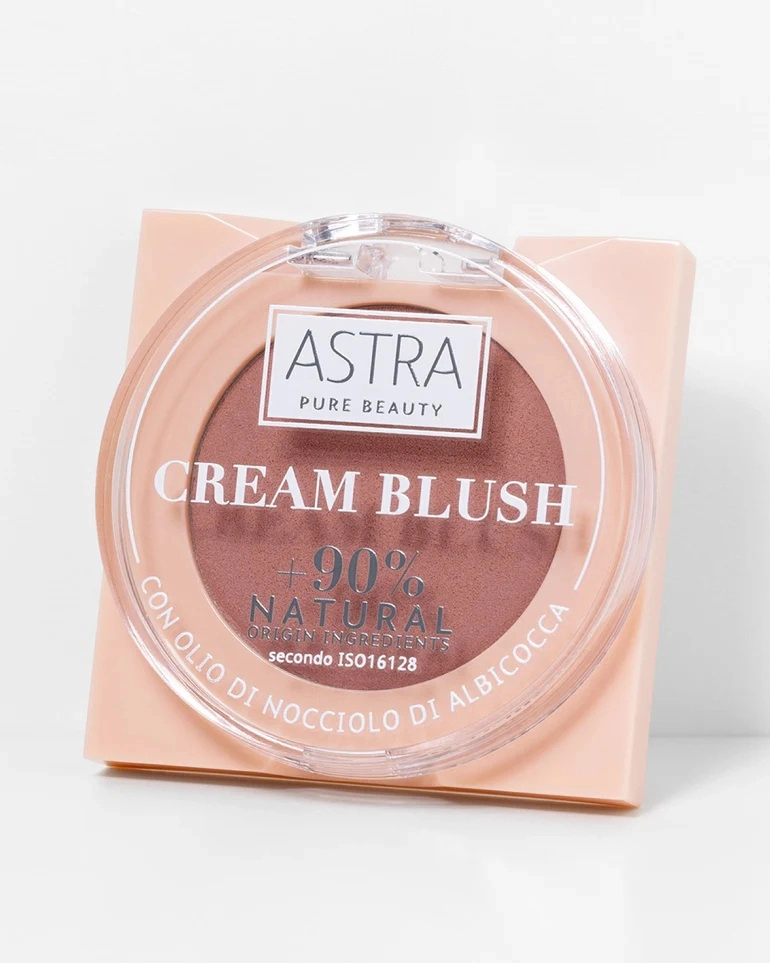 ASTRA
PURE BEAUTY
CREAM BLUSH
+90%
NATURAL
ORIGIN INGREDIENTS
secondo ISO16128
CON OLIO DI NOCCIOLO DI ALBICOCCA